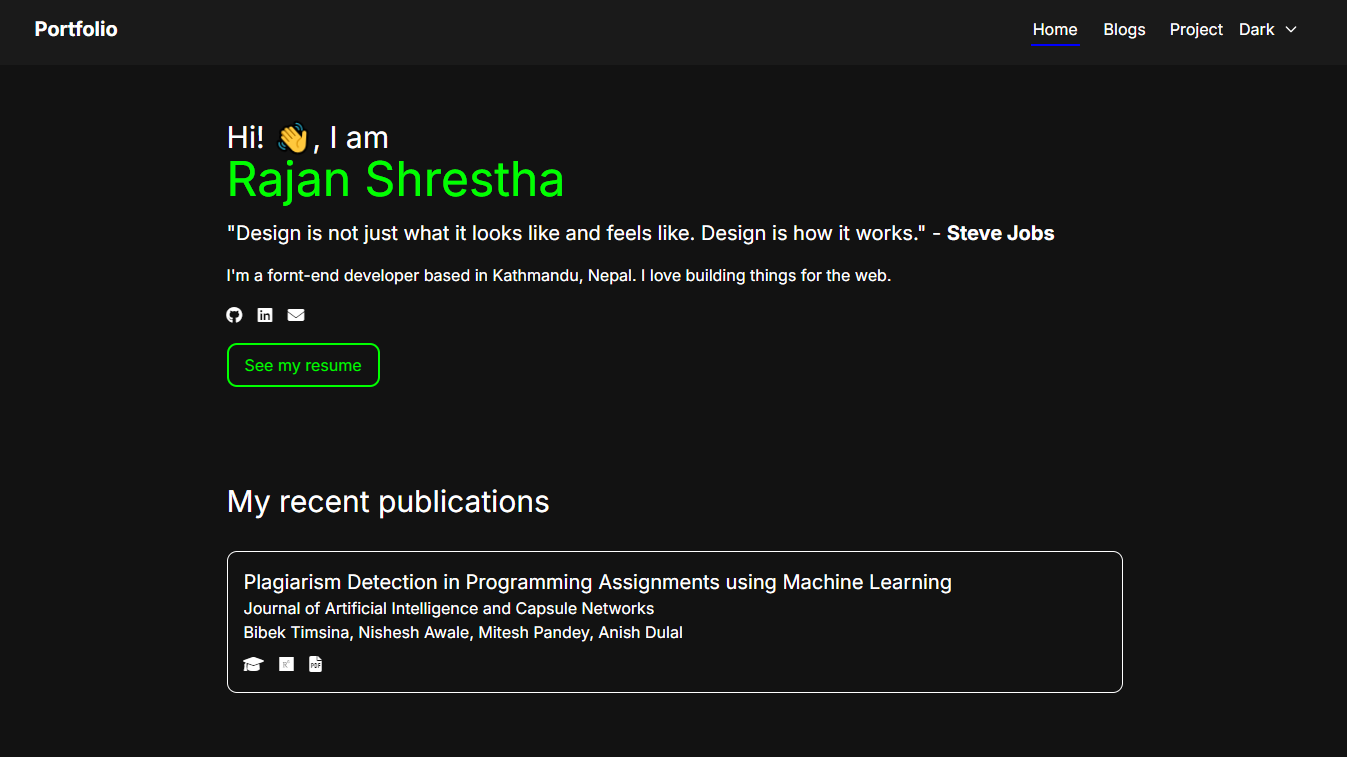 Portfolio
Home Blogs Project Dark
Hi! 👋, I am
Rajan Shrestha
"Design is not just what it looks like and feels like. Design is how it works." - Steve Jobs
I'm a fornt-end developer based in Kathmandu, Nepal. I love building things for the web.
in
See my resume
My recent publications
Plagiarism Detection in Programming Assignments using Machine Learning
Journal of Artificial Intelligence and Capsule Networks
Bibek Timsina, Nishesh Awale, Mitesh Pandey, Anish Dulal
PDF